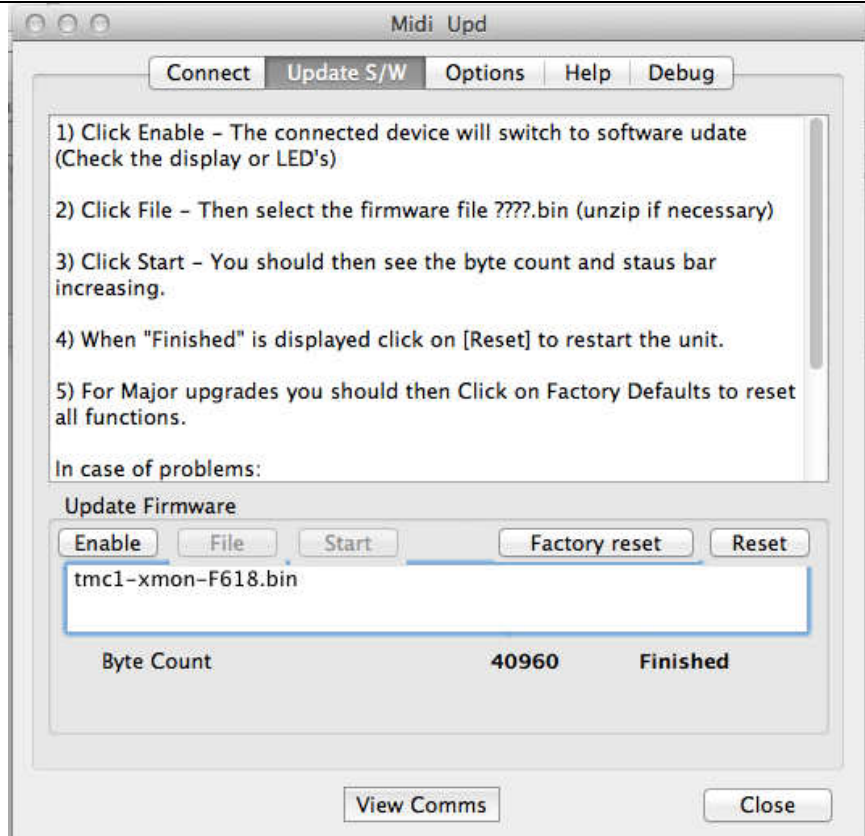 Midi Upd
Connect Update S/W Options Help Debug
1) Click Enable – The connected device will switch to software udate
(Check the display or LED's)
2) Click File – Then select the firmware file ????.bin (unzip if necessary)
3) Click Start – You should then see the byte count and staus bar
increasing.
4) When "Finished" is displayed click on [Reset] to restart the unit.
5) For Major upgrades you should then Click on Factory Defaults to reset
all functions.
In case of problems:
Update Firmware
Enable File Start Factory reset Reset
tmc1-xmon-F618.bin
Byte Count 40960 Finished
View Comms Close